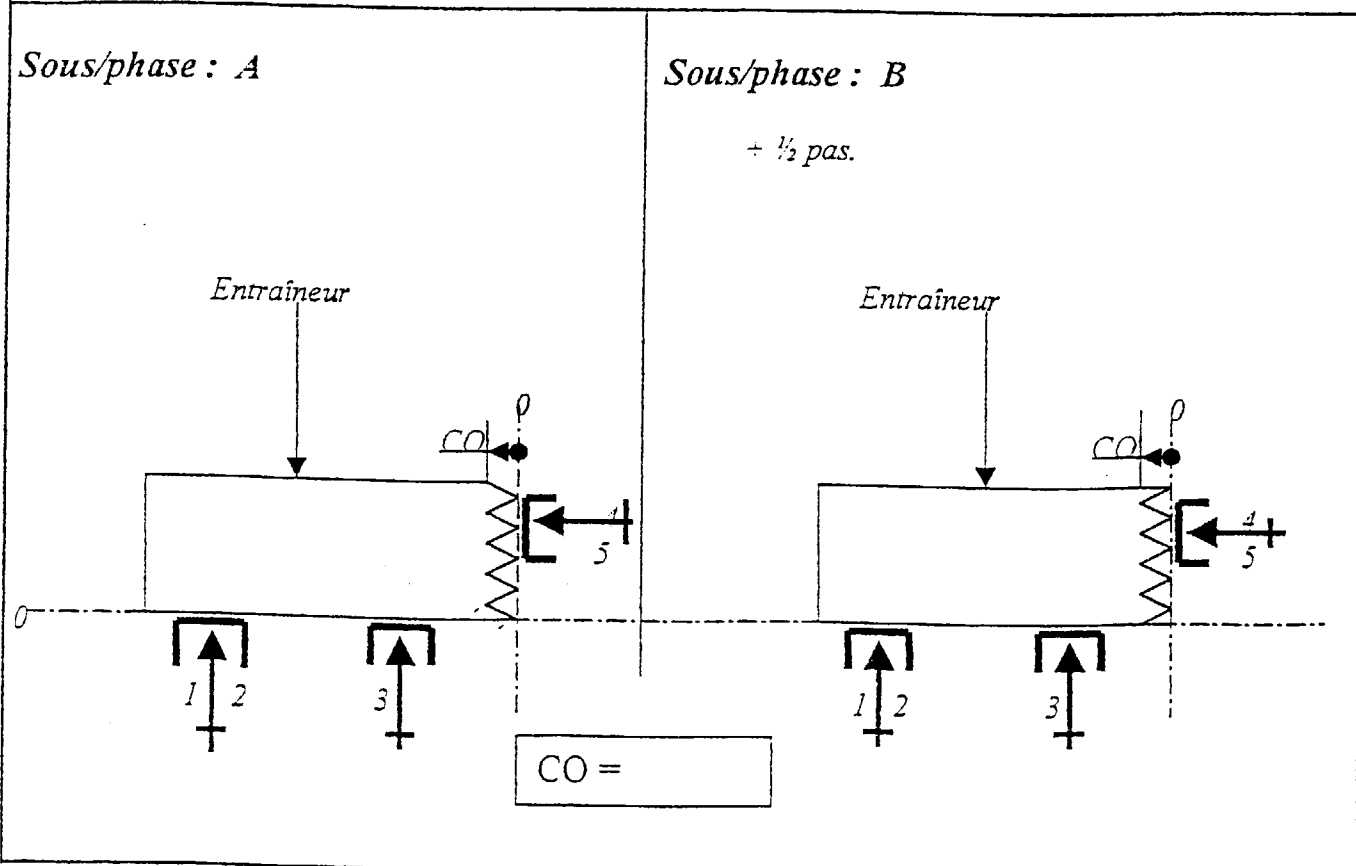 Sous/phase : A
Sous/phase : B
+ ½ pas.
Entraîneur
Entraîneur
0
0
CO
CO
4
5
4
5
0
1 2
3
1 2
3
CO =